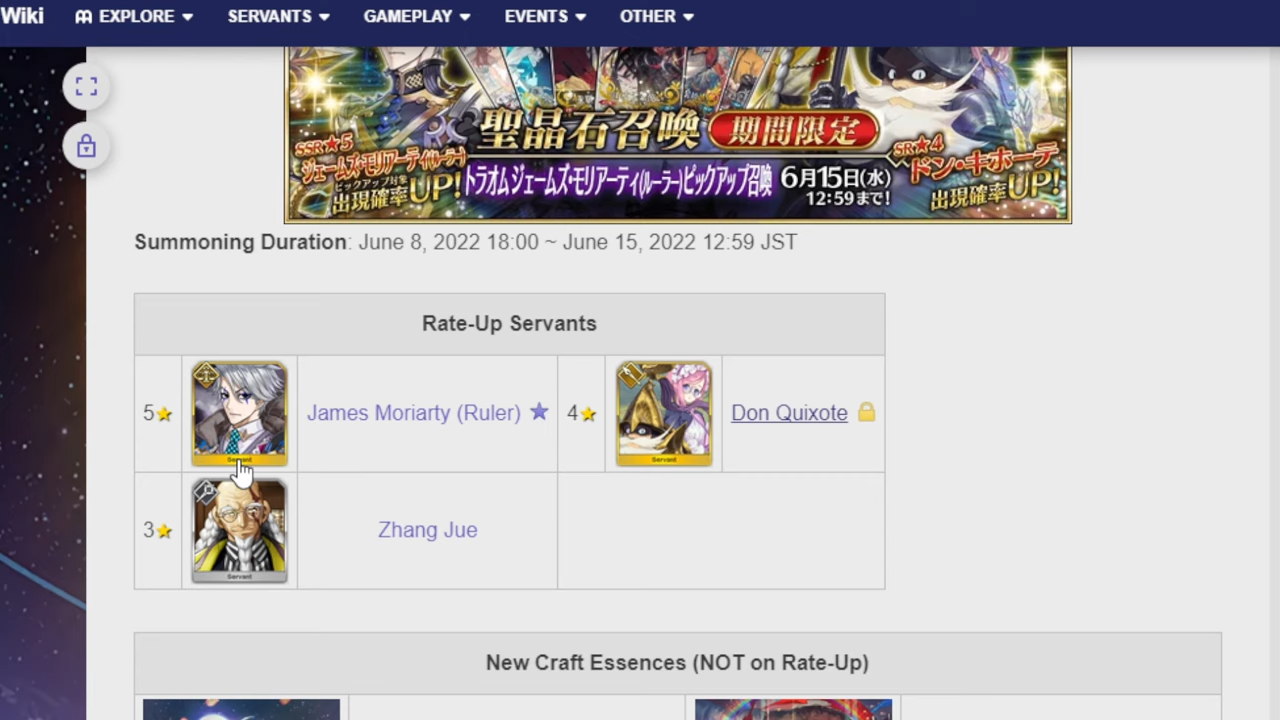 Wiki
EXPLORE
SERVANTS
GAMEPLAY
EVENTS
OTHER
聖晶石召喚 期間限定
SSR★5
ジェームズ・モリアーティ(ルーラー)
ピックアップ対象
出現確率UP!
トラオム ジェームズ・モリアーティ(ルーラー)ピックアップ召喚
6月15日(水)
12:59まで!
SR★4
ドン・キホーテ
出現確率UP!
Summoning Duration: June 8, 2022 18:00 ~ June 15, 2022 12:59 JST
Rate-Up Servants
5 James Moriarty (Ruler) 4 Don Quixote
Servant
Servant
3 Zhang Jue
Servant
New Craft Essences (NOT on Rate-Up)